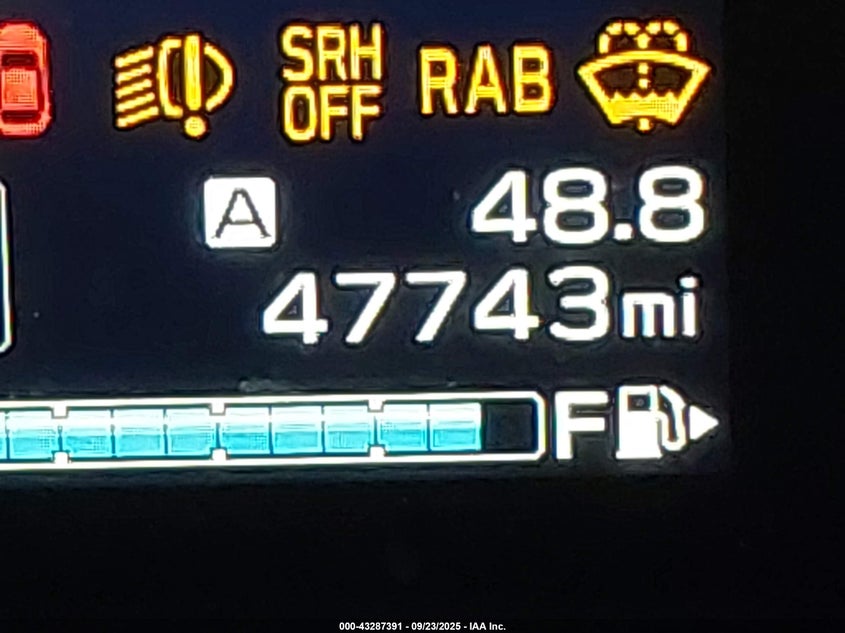 SRH
OFF
RAB
A 48.8
47743mi
F
000-43287391 - 09/23/2025 - IAA Inc.